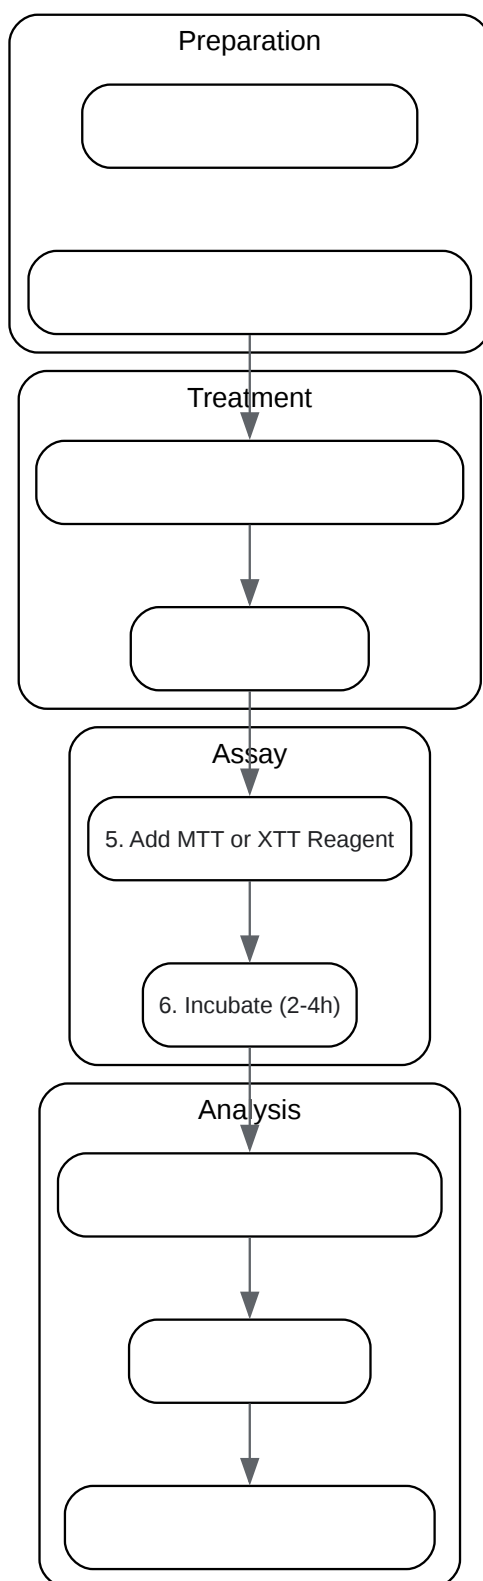 Preparation
Treatment
Assay
5. Add MTT or XTT Reagent
6. Incubate (2-4h)
Analysis